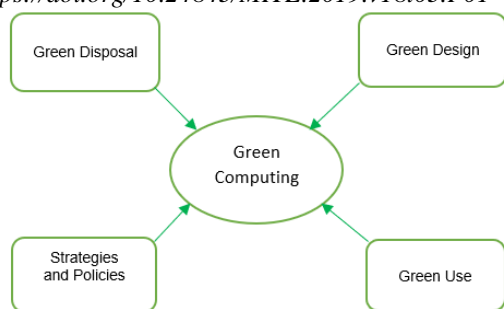 Green Disposal
Green Design
Green
Computing
Strategies
and Policies
Green Use